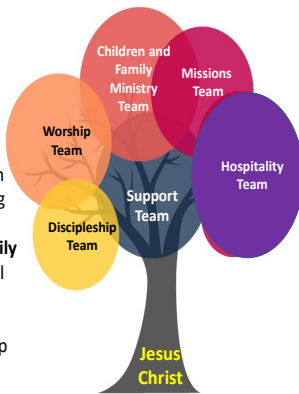 Children and
Family
Ministry
Team
Missions
Team
Worship
Team
Hospitality
Team
Support
Team
Discipleship
Team
Jesus
Christ